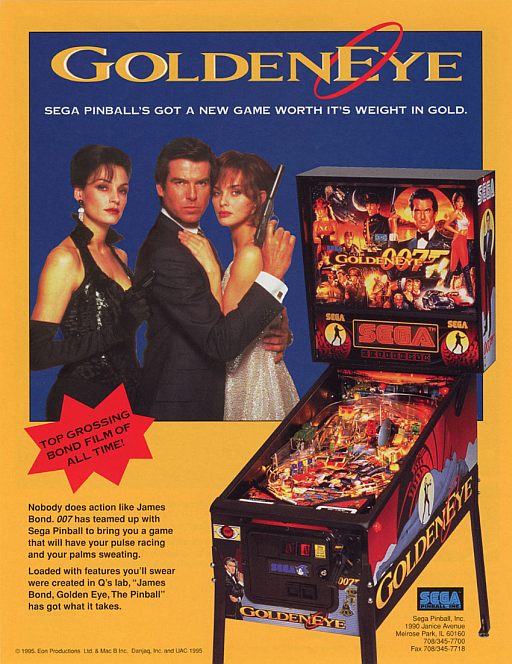 GOLDENEYE
SEGA PINBALL'S GOT A NEW GAME WORTH IT'S WEIGHT IN GOLD.
SEGA
GOLDENEYE 007
SEGA
SEGA
SEGA
007
TOP GROSSING
BOND FILM OF
ALL TIME!
Nobody does action like James
Bond. 007 has teamed up with
Sega Pinball to bring you a game
that will have your pulse racing
and your palms sweating.
Loaded with features you'll swear
were created in Q's lab, "James
Bond, Golden Eye, The Pinball"
has got what it takes.
SEGA
007
GOLDENEYE
GOLDENEYE
SEGA
PINBALL, INC.
Sega Pinball, Inc.
1990 Janice Avenue
Melrose Park, IL 60160
708/345-7700
Fax 708/345-7718
© 1995. Eon Productions Ltd. & Mac B Inc. Danjaq, Inc. and UAC 1995